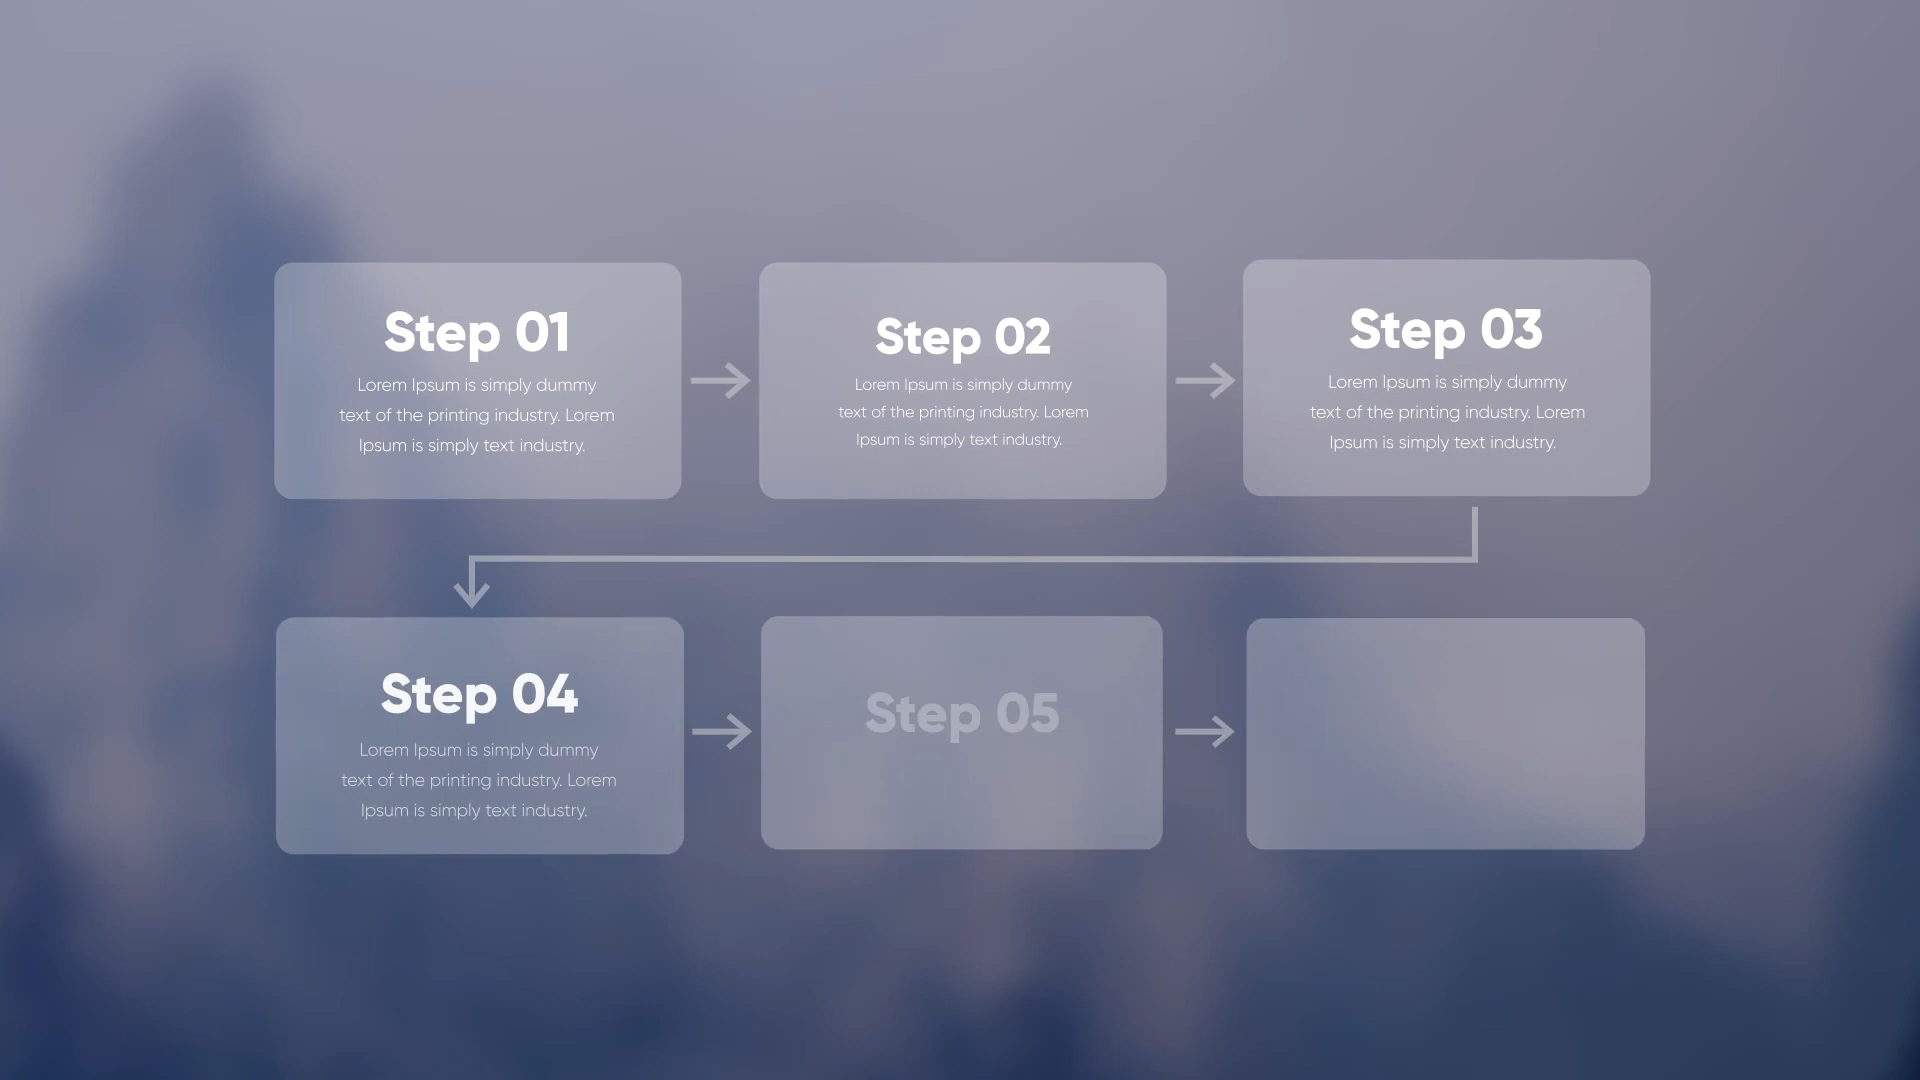 Step 01
Lorem Ipsum is simply dummy
text of the printing industry. Lorem
Ipsum is simply text industry.
Step 02
Lorem Ipsum is simply dummy
text of the printing industry. Lorem
Ipsum is simply text industry.
Step 03
Lorem Ipsum is simply dummy
text of the printing industry. Lorem
Ipsum is simply text industry.
Step 04
Lorem Ipsum is simply dummy
text of the printing industry. Lorem
Ipsum is simply text industry.
Step 05